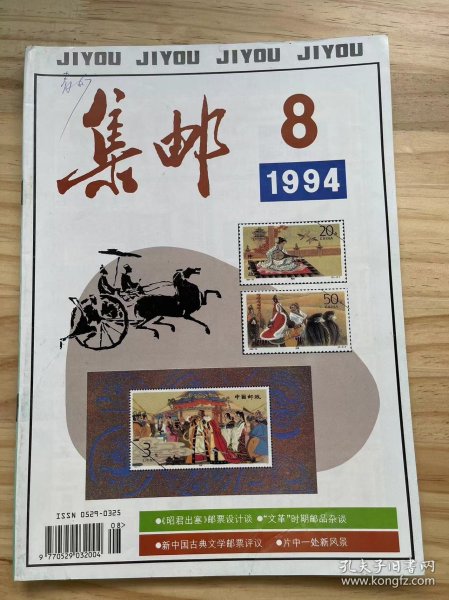 JIYOU JIYOU JIYOU JIYOU
集邮
8
1994
20分
50分
中国邮政
3元
ISSN 0529-0325
08>
9 770529 032004
●《昭君出塞》邮票设计谈 ●“文革”时期邮品杂谈
●新中国古典文学邮票评议 ●片中一处新风景
孔夫子旧书网
www.kongfz.com